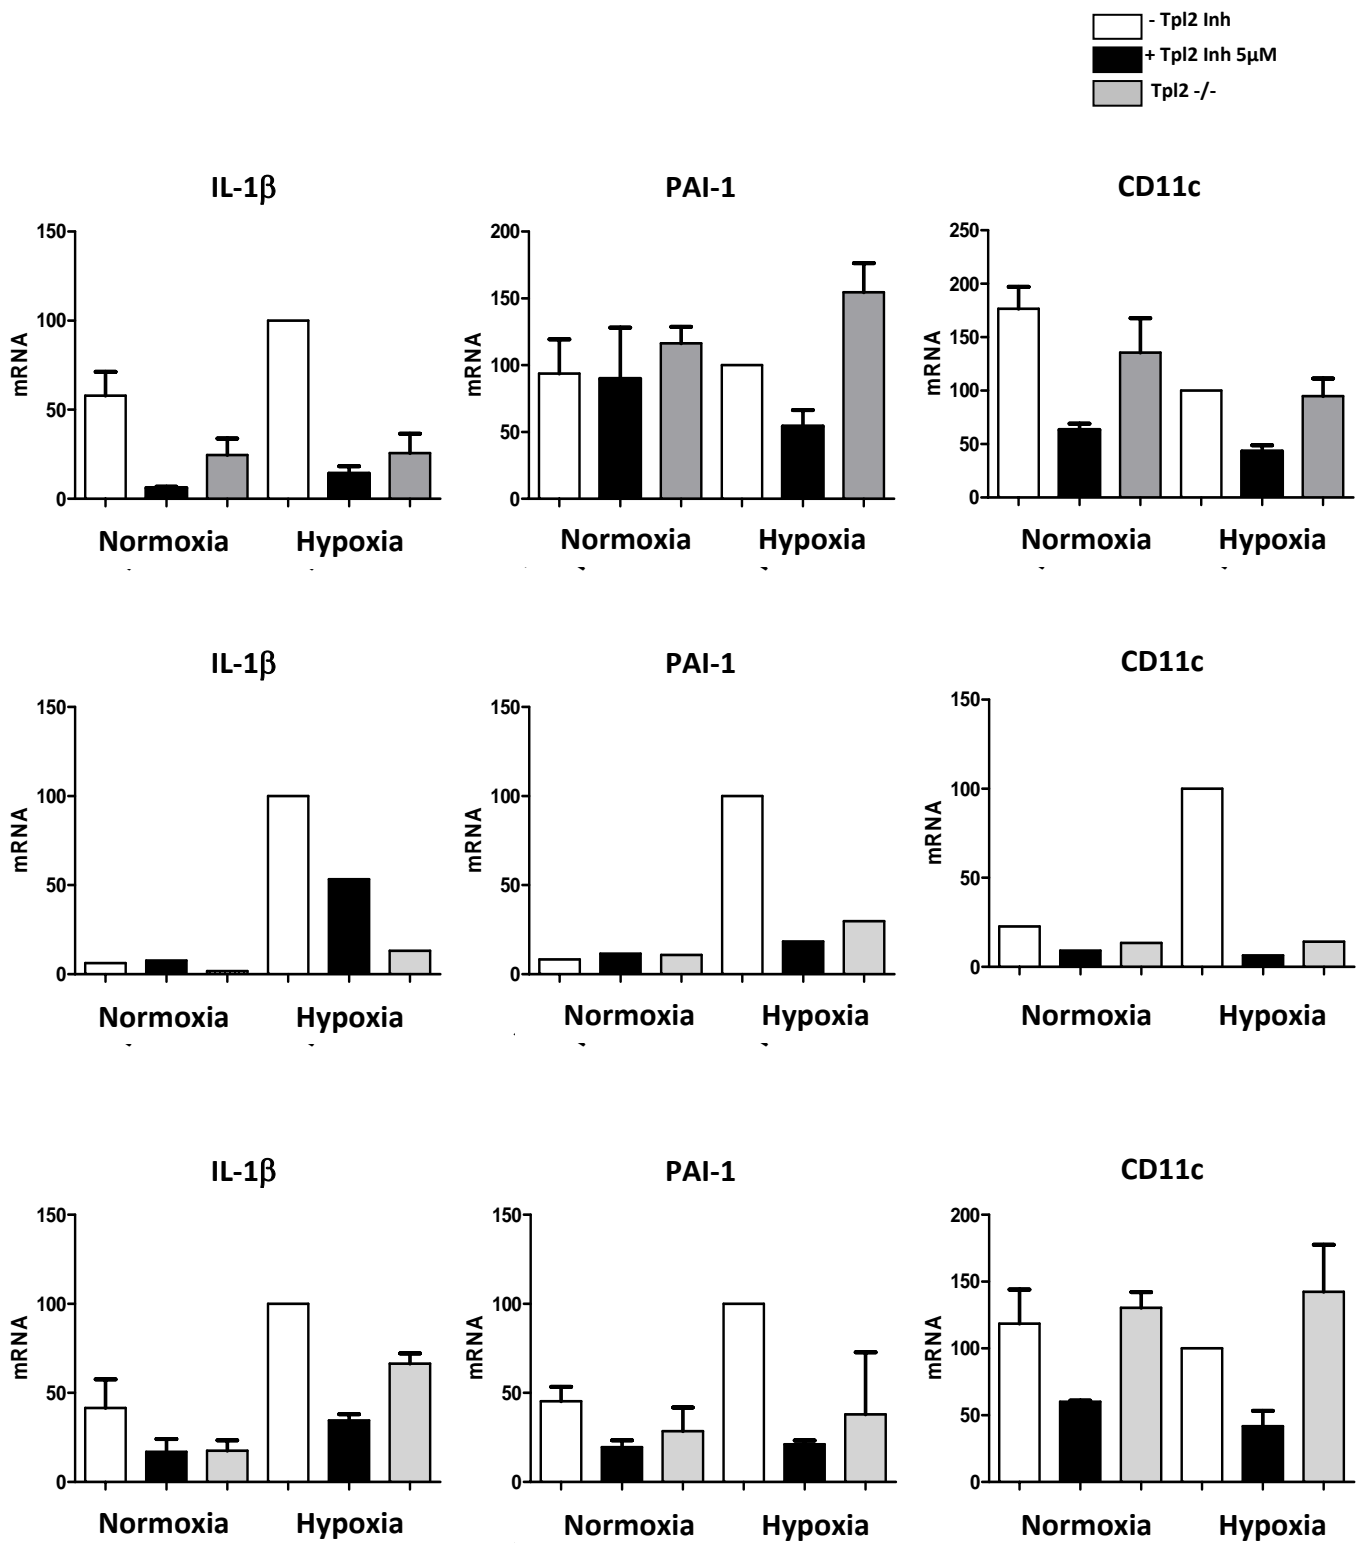 - Tpl2 Inh
+ Tpl2 Inh 5µM
Tpl2 -/-
IL-1β
PAI-1
CD11c
mRNA
150
100
50
0
Normoxia
Hypoxia
mRNA
200
150
100
50
0
Normoxia
Hypoxia
mRNA
250
200
150
100
50
0
Normoxia
Hypoxia
IL-1β
PAI-1
CD11c
mRNA
150
100
50
0
Normoxia
Hypoxia
mRNA
150
100
50
0
Normoxia
Hypoxia
mRNA
150
100
50
0
Normoxia
Hypoxia
IL-1β
PAI-1
CD11c
mRNA
150
100
50
0
Normoxia
Hypoxia
mRNA
150
100
50
0
Normoxia
Hypoxia
mRNA
200
150
100
50
0
Normoxia
Hypoxia